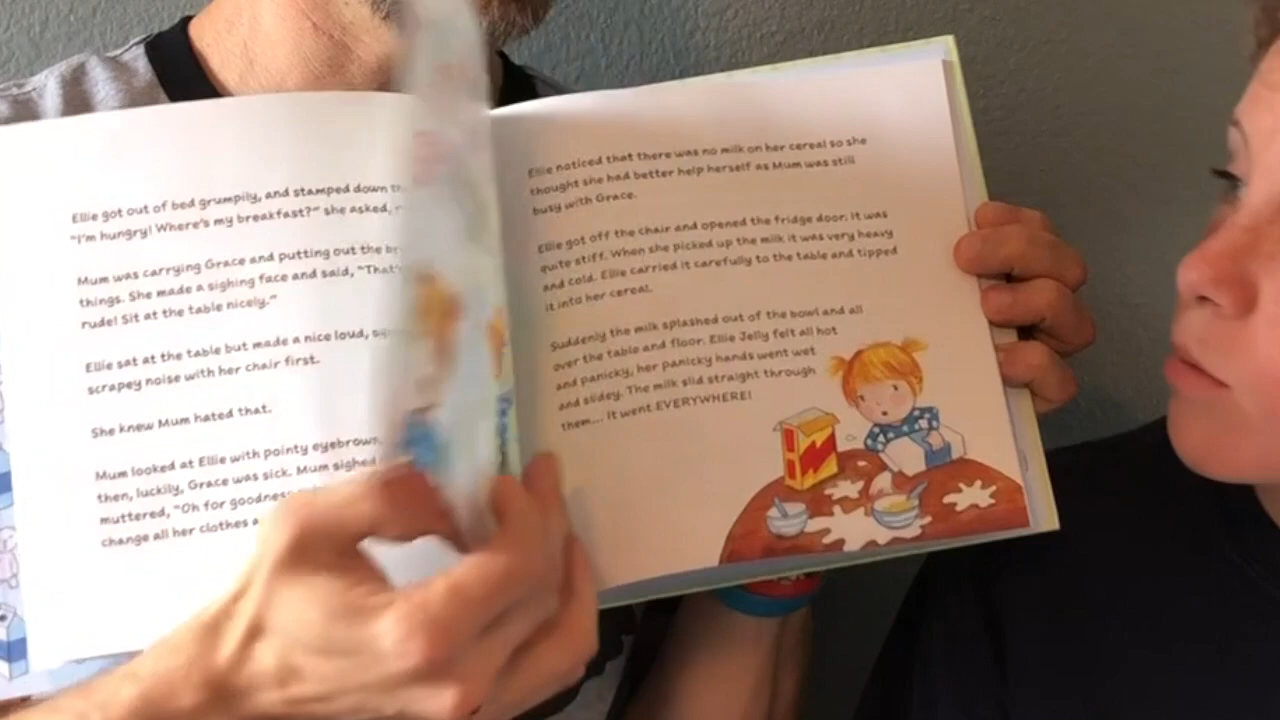 Ellie got out of bed grumpily, and stamped down
"I'm hungry! Where's my breakfast?" she asked,
Mum was carrying Grace and putting out the
things. She made a sighing face and said, "That's
rude! Sit at the table nicely."
Ellie sat at the table but made a nice loud,
scrapey noise with her chair first.
She knew Mum hated that.
Mum looked at Ellie with pointy eyebrows,
then, luckily, Grace was sick. Mum sighed
muttered, "Oh for goodness
change all her clothes
Ellie noticed that there was no milk on her cereal so she
thought she had better help herself as Mum was still
busy with Grace.
Ellie got off the chair and opened the fridge door. It was
quite stiff. When she picked up the milk it was very heavy
and cold. Ellie carried it carefully to the table and tipped
it into her cereal.
Suddenly the milk splashed out of the bowl and all
over the table and floor. Ellie Jelly felt all hot
and panicky, her panicky hands went wet
and slidey. The milk slid straight through
them... It went EVERYWHERE!